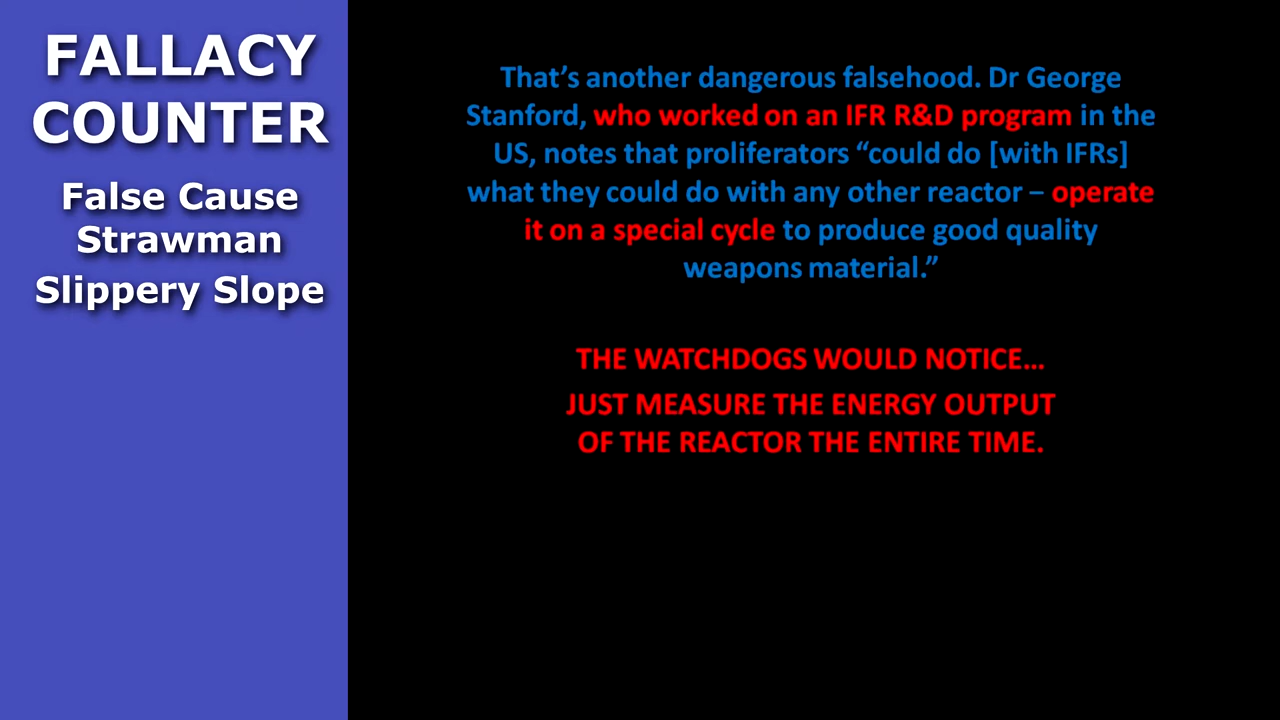 FALLACY
COUNTER
False Cause
Strawman
Slippery Slope
That’s another dangerous falsehood. Dr George
Stanford, who worked on an IFR R&D program in the
US, notes that proliferators “could do [with IFRs]
what they could do with any other reactor – operate
it on a special cycle to produce good quality
weapons material.”
THE WATCHDOGS WOULD NOTICE…
JUST MEASURE THE ENERGY OUTPUT
OF THE REACTOR THE ENTIRE TIME.